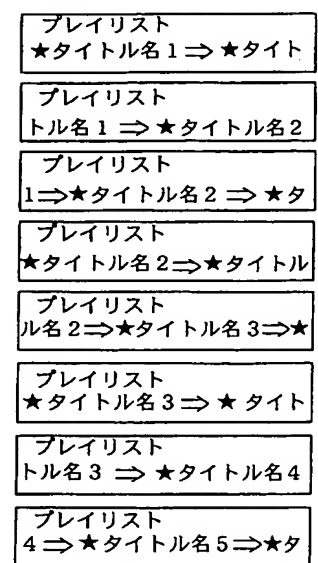 プレイリスト
★タイトル名1⇒★タイト
プレイリスト
トル名1⇒★タイトル名2
プレイリスト
1⇒★タイトル名2⇒★タ
プレイリスト
★タイトル名2⇒★タイトル
プレイリスト
ル名2⇒★タイトル名3⇒★
プレイリスト
★タイトル名3⇒★タイト
プレイリスト
トル名3⇒★タイトル名4
プレイリスト
4⇒★タイトル名5⇒★タ